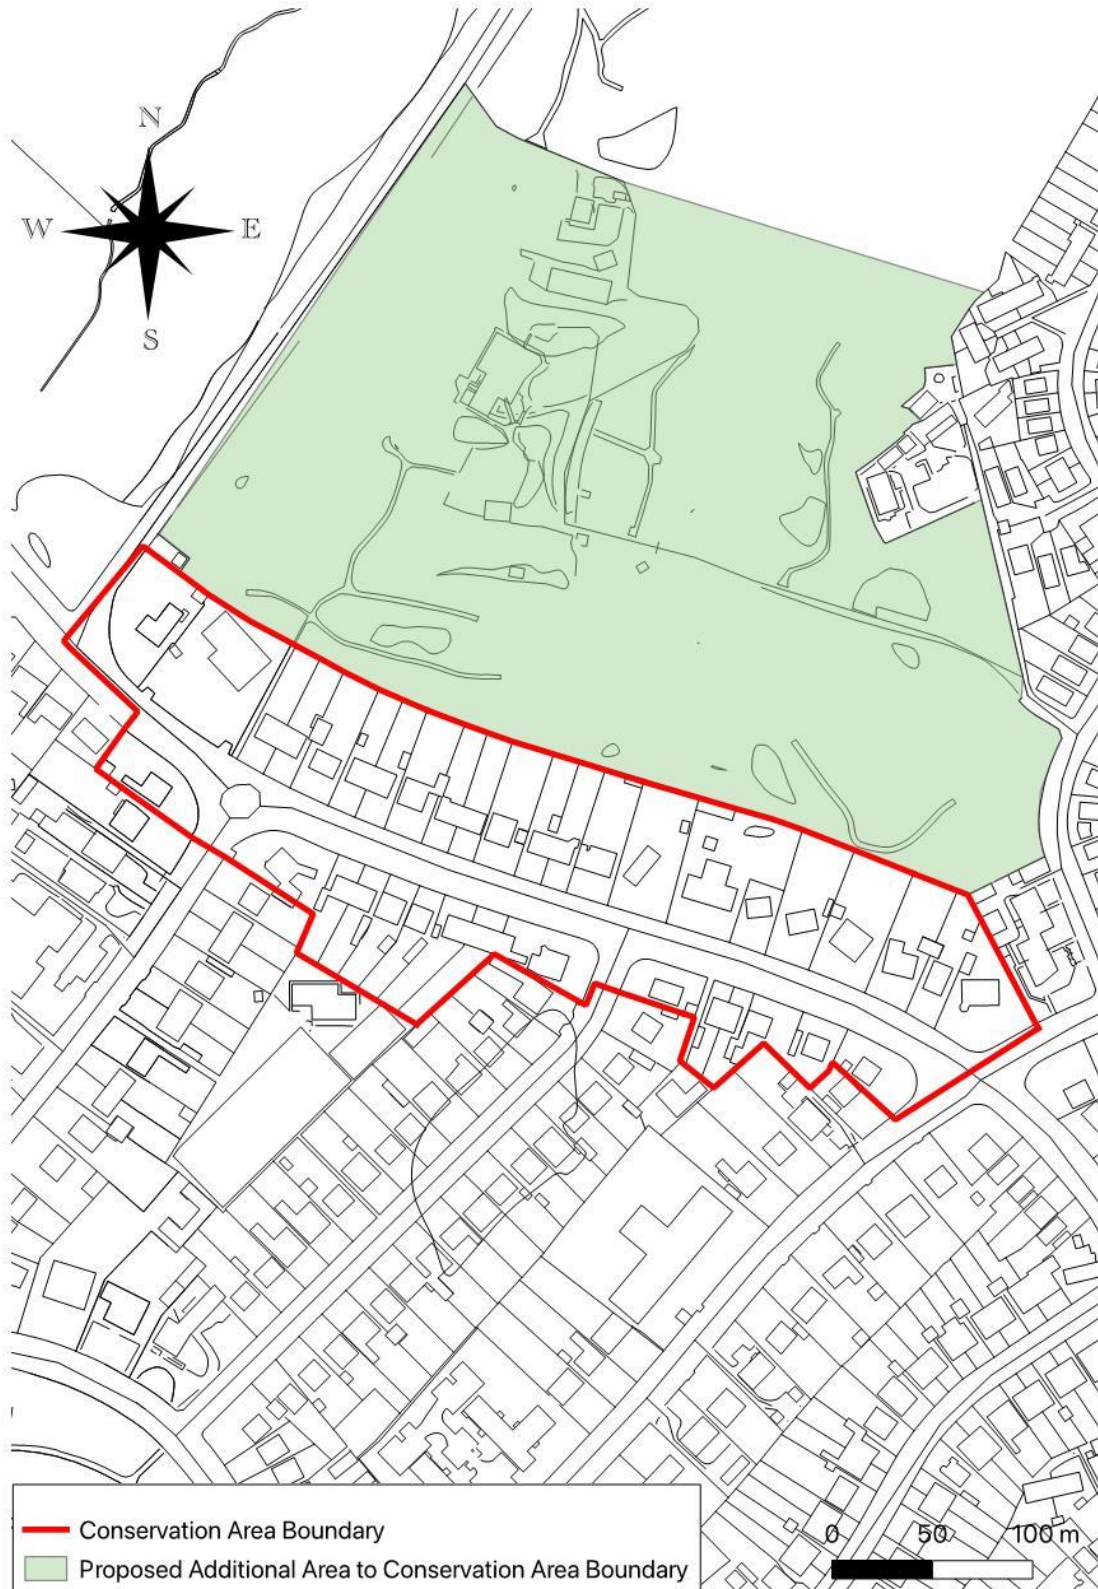 N
W E
S
Conservation Area Boundary
0 50 100 m
Proposed Additional Area to Conservation Area Boundary